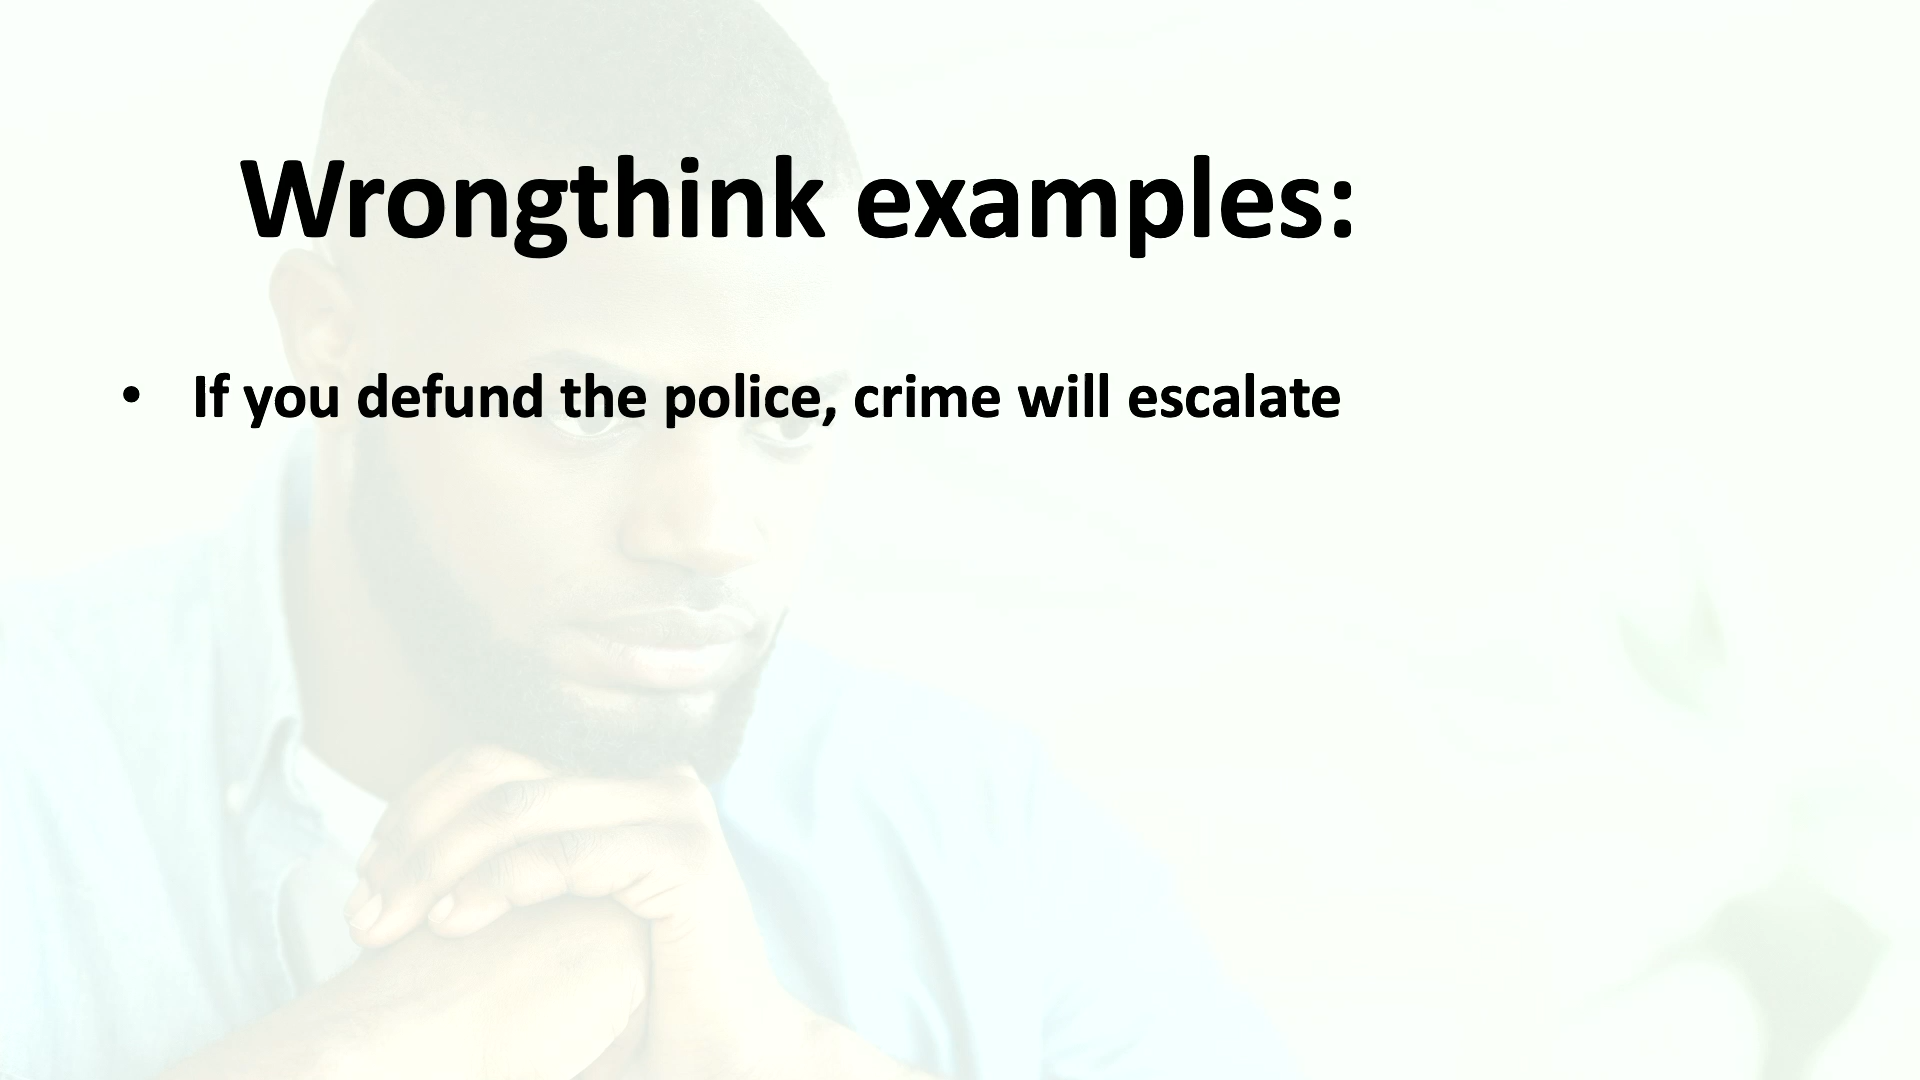 Wrongthink examples:
• If you defund the police, crime will escalate